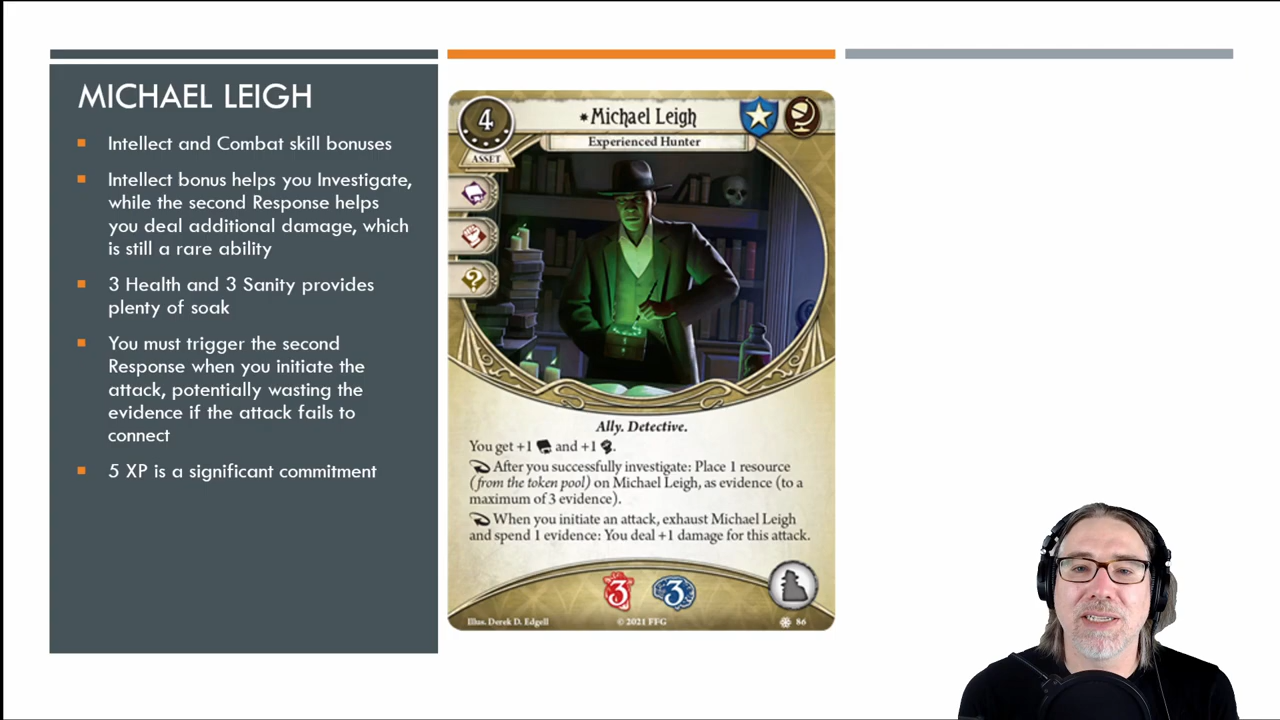 MICHAEL LEIGH
Intellect and Combat skill bonuses
Intellect bonus helps you Investigate,
while the second Response helps
you deal additional damage, which
is still a rare ability
3 Health and 3 Sanity provides
plenty of soak
You must trigger the second
Response when you initiate the
attack, potentially wasting the
evidence if the attack fails to
connect
5 XP is a significant commitment
4
Michael Leigh
ASSET
Experienced Hunter
?
Ally. Detective.
You get +1 and +1 .
After you successfully investigate: Place 1 resource
(from the token pool) on Michael Leigh, as evidence (to a
maximum of 3 evidence).
When you initiate an attack, exhaust Michael Leigh
and spend 1 evidence: You deal +1 damage for this attack.
3 3
Illus. Derek D. Edgell © 2021 FFG 86